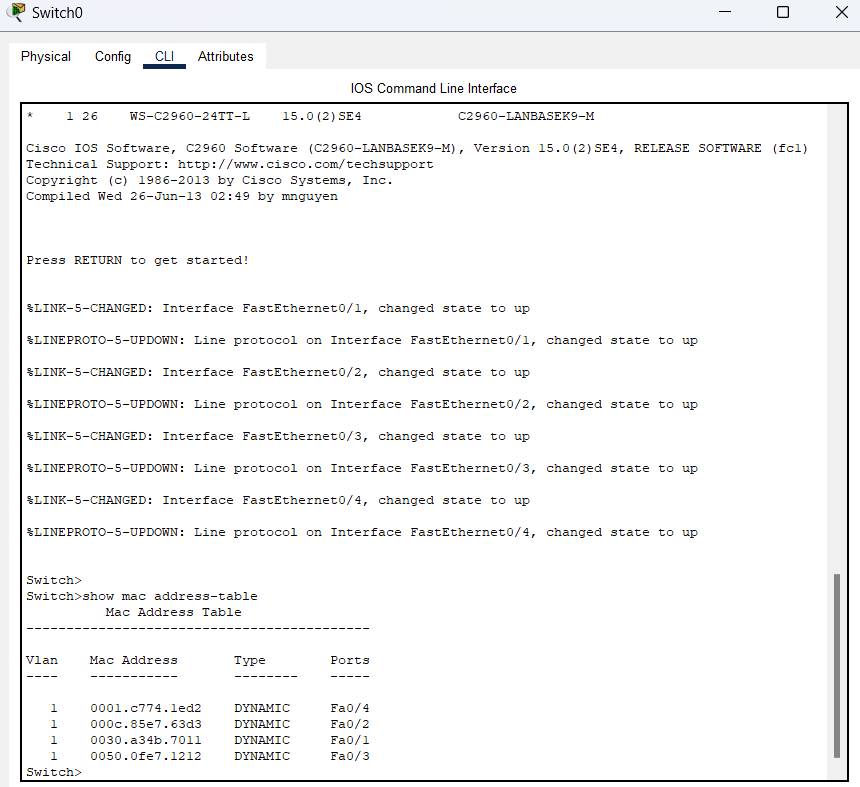 Switch0
Physical Config CLI Attributes
IOS Command Line Interface
* 1 26 WS-C2960-24TT-L 15.0(2)SE4 C2960-LANBASEK9-M
Cisco IOS Software, C2960 Software (C2960-LANBASEK9-M), Version 15.0(2)SE4, RELEASE SOFTWARE (fc1)
Technical Support: http://www.cisco.com/techsupport
Copyright (c) 1986-2013 by Cisco Systems, Inc.
Compiled Wed 26-Jun-13 02:49 by mnguyen
Press RETURN to get started!
%LINK-5-CHANGED: Interface FastEthernet0/1, changed state to up
%LINEPROTO-5-UPDOWN: Line protocol on Interface FastEthernet0/1, changed state to up
%LINK-5-CHANGED: Interface FastEthernet0/2, changed state to up
%LINEPROTO-5-UPDOWN: Line protocol on Interface FastEthernet0/2, changed state to up
%LINK-5-CHANGED: Interface FastEthernet0/3, changed state to up
%LINEPROTO-5-UPDOWN: Line protocol on Interface FastEthernet0/3, changed state to up
%LINK-5-CHANGED: Interface FastEthernet0/4, changed state to up
%LINEPROTO-5-UPDOWN: Line protocol on Interface FastEthernet0/4, changed state to up
Switch>
Switch>show mac address-table
Mac Address Table
-------------------------------------------
Vlan Mac Address Type Ports
---- ----------- -------- -----
1 0001.c774.1ed2 DYNAMIC Fa0/4
1 000c.85e7.63d3 DYNAMIC Fa0/2
1 0030.a34b.7011 DYNAMIC Fa0/1
1 0050.0fe7.1212 DYNAMIC Fa0/3
Switch>